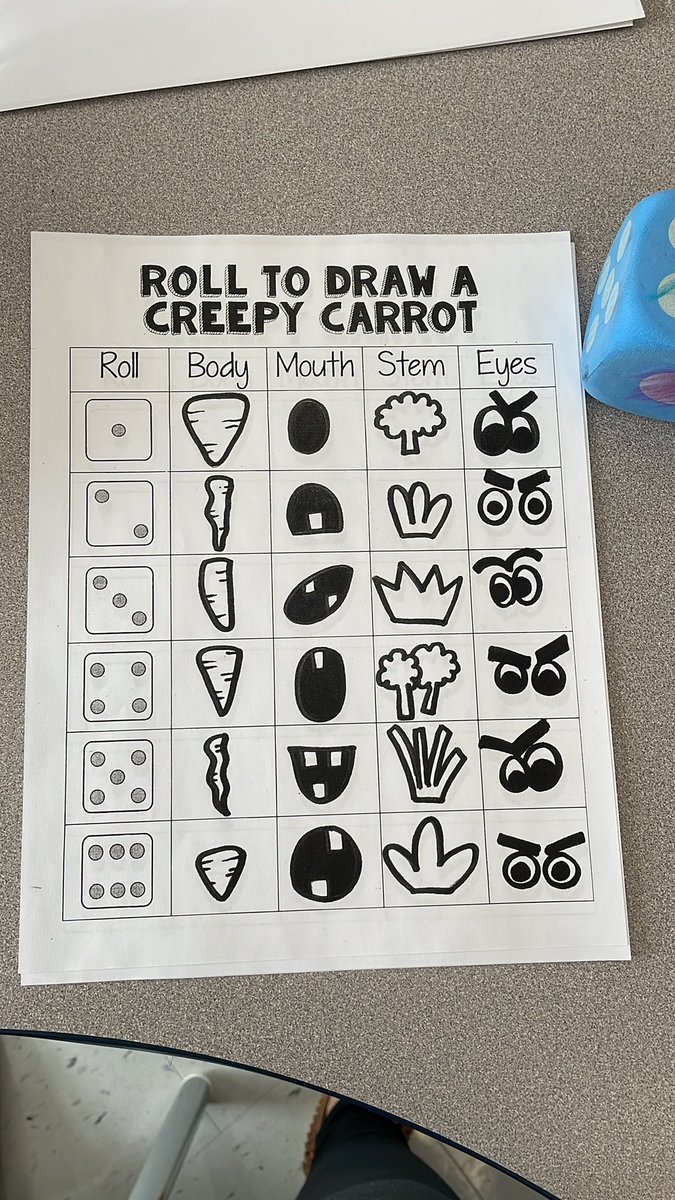 ROLL TO DRAW A
CREEPY CARROT
Roll Body Mouth Stem Eyes